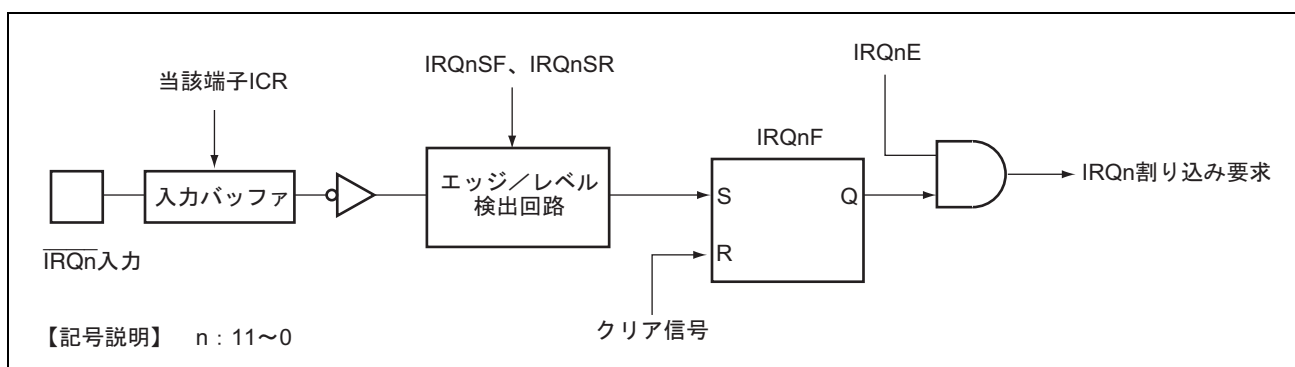 IRQnE
IRQnSF、IRQnSR
当該端子ICR
IRQnF
入力バッファ
エッジ／レベル
検出回路
S
Q
R
IRQn割り込み要求
IRQn入力
クリア信号
【記号説明】 n：11～0